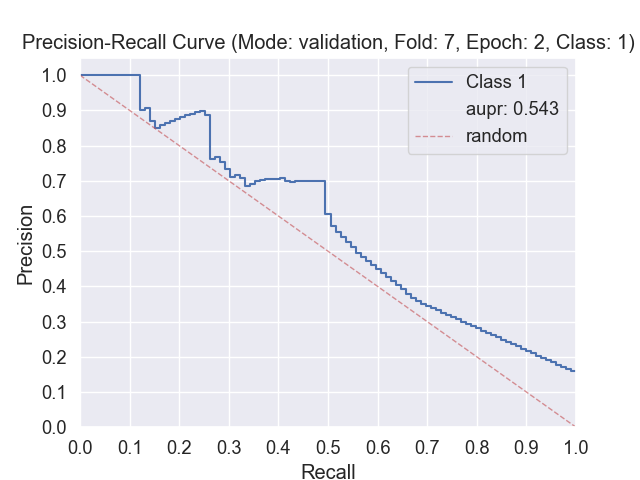 Precision-Recall Curve (Mode: validation, Fold: 7, Epoch: 2, Class: 1)
Class 1
aupr: 0.543
random
Precision
1.0
0.9
0.8
0.7
0.6
0.5
0.4
0.3
0.2
0.1
0.0
0.0 0.1 0.2 0.3 0.4 0.5 0.6 0.7 0.8 0.9 1.0
Recall